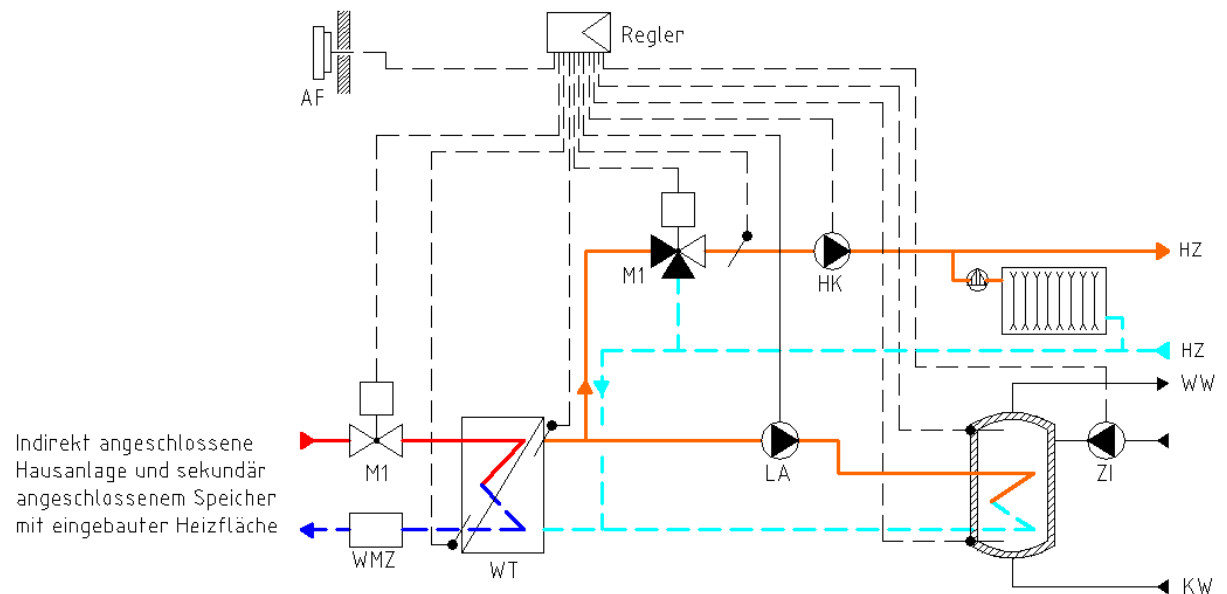 Regler
AF
M1
HK
HZ
HZ
WW
Indirekt angeschlossene
Hausanlage und sekundär
angeschlossenem Speicher
mit eingebauter Heizfläche
M1
LA
ZI
WMZ
WT
KW